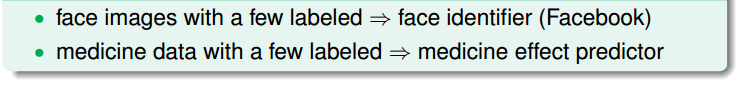 • face images with a few labeled ⇒ face identifier (Facebook)
• medicine data with a few labeled ⇒ medicine effect predictor